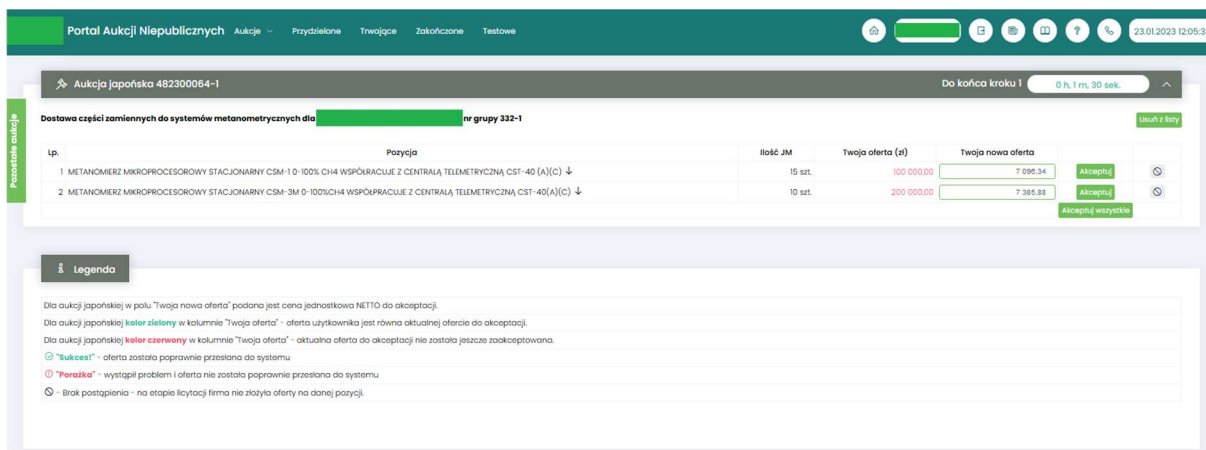 Portal Aukcji Niepublicznych Aukcje Przydzielone Trwające Zakończone Testowe 23.01.2023 12:05:3
Aukcja japońska 482300064-1 Do końca kroku 1 0 h, 1 m, 30 sek.
Pozostałe aukcje
Dostawa części zamiennych do systemów metanometrycznych dla nr grupy 332-1 Usuń z listy
Lp. Pozycja Ilość JM Twoja oferta (zł) Twoja nowa oferta
1 METANOMIERZ MIKROPROCESOROWY STACJONARNY CSM-1 0-100% CH4 WSPÓŁPRACUJE Z CENTRALĄ TELEMETRYCZNĄ CST-40 (A)(C) 15 szt. 100 000,00 7 096,34 Akceptuj
2 METANOMIERZ MIKROPROCESOROWY STACJONARNY CSM-3M 0-100%CH4 WSPÓŁPRACUJE Z CENTRALĄ TELEMETRYCZNĄ CST-40(A)(C) 10 szt. 200 000,00 7 385,88 Akceptuj
Akceptuj wszystkie
Legenda
Dla aukcji japońskiej w polu "Twoja nowa oferta" podana jest cena jednostkowa NETTO do akceptacji.
Dla aukcji japońskiej kolor zielony w kolumnie "Twoja oferta" - oferta użytkownika jest równa aktualnej ofercie do akceptacji.
Dla aukcji japońskiej kolor czerwony w kolumnie "Twoja oferta" - aktualna oferta do akceptacji nie została jeszcze zaakceptowana.
"Sukces!" - oferta została poprawnie przesłana do systemu
"Porażka" - wystąpił problem i oferta nie została poprawnie przesłana do systemu
- Brak postąpienia - na etapie licytacji firma nie złożyła oferty na danej pozycji.